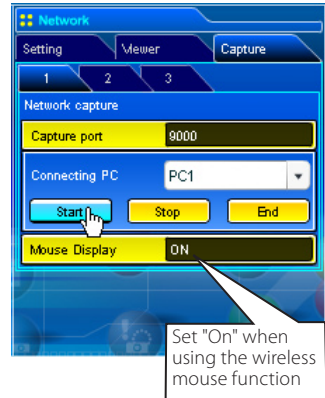 Network
Setting Viewer Capture
1 2 3
Network capture
Capture port 9000
Connecting PC PC1
Start Stop End
Mouse Display ON
Set "On" when
using the wireless
mouse function